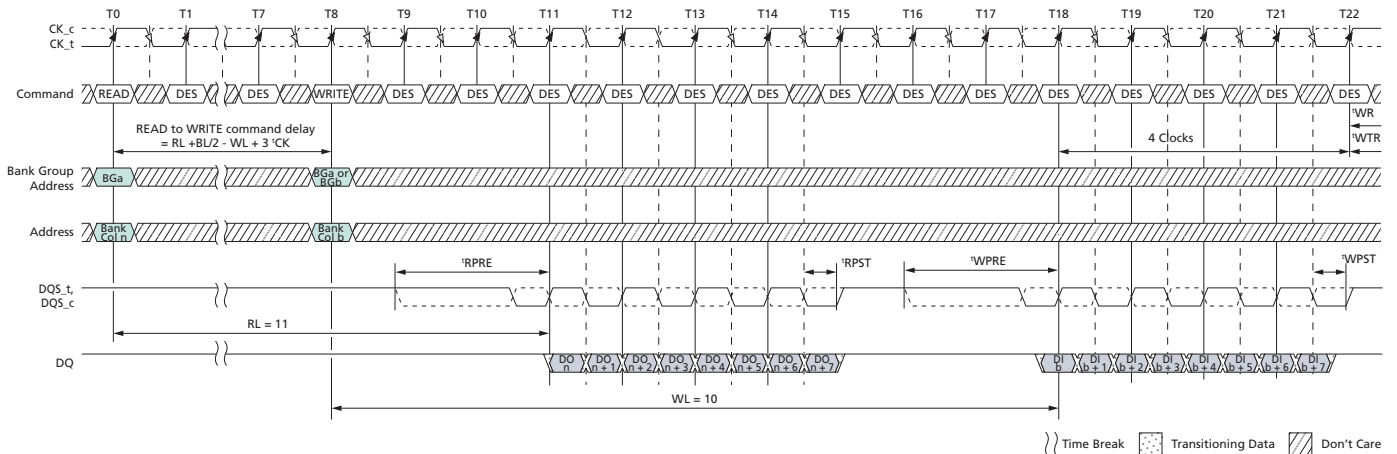 T0 T1 T7 T8 T9 T10 T11 T12 T13 T14 T15 T16 T17 T18 T19 T20 T21 T22
CK_c
CK_t
Command READ DES DES WRITE DES DES DES DES DES DES DES DES DES DES DES DES DES DES
READ to WRITE command delay
= RL +BL/2 - WL + 3 tCK
tWR
4 Clocks tWTR
Bank Group
Address
BGa
BGa or
BGb
Address
Bank
Col n
Bank
Col b
tRPRE tRPST tWPRE tWPST
DQS_t,
DQS_c
RL = 11
DQ
DO
n
DO
n + 1
DO
n + 2
DO
n + 3
DO
n + 4
DO
n + 5
DO
n + 6
DO
n + 7
DI
b
DI
b + 1
DI
b + 2
DI
b + 3
DI
b + 4
DI
b + 5
DI
b + 6
DI
b + 7
WL = 10
Time Break Transitioning Data Don't Care